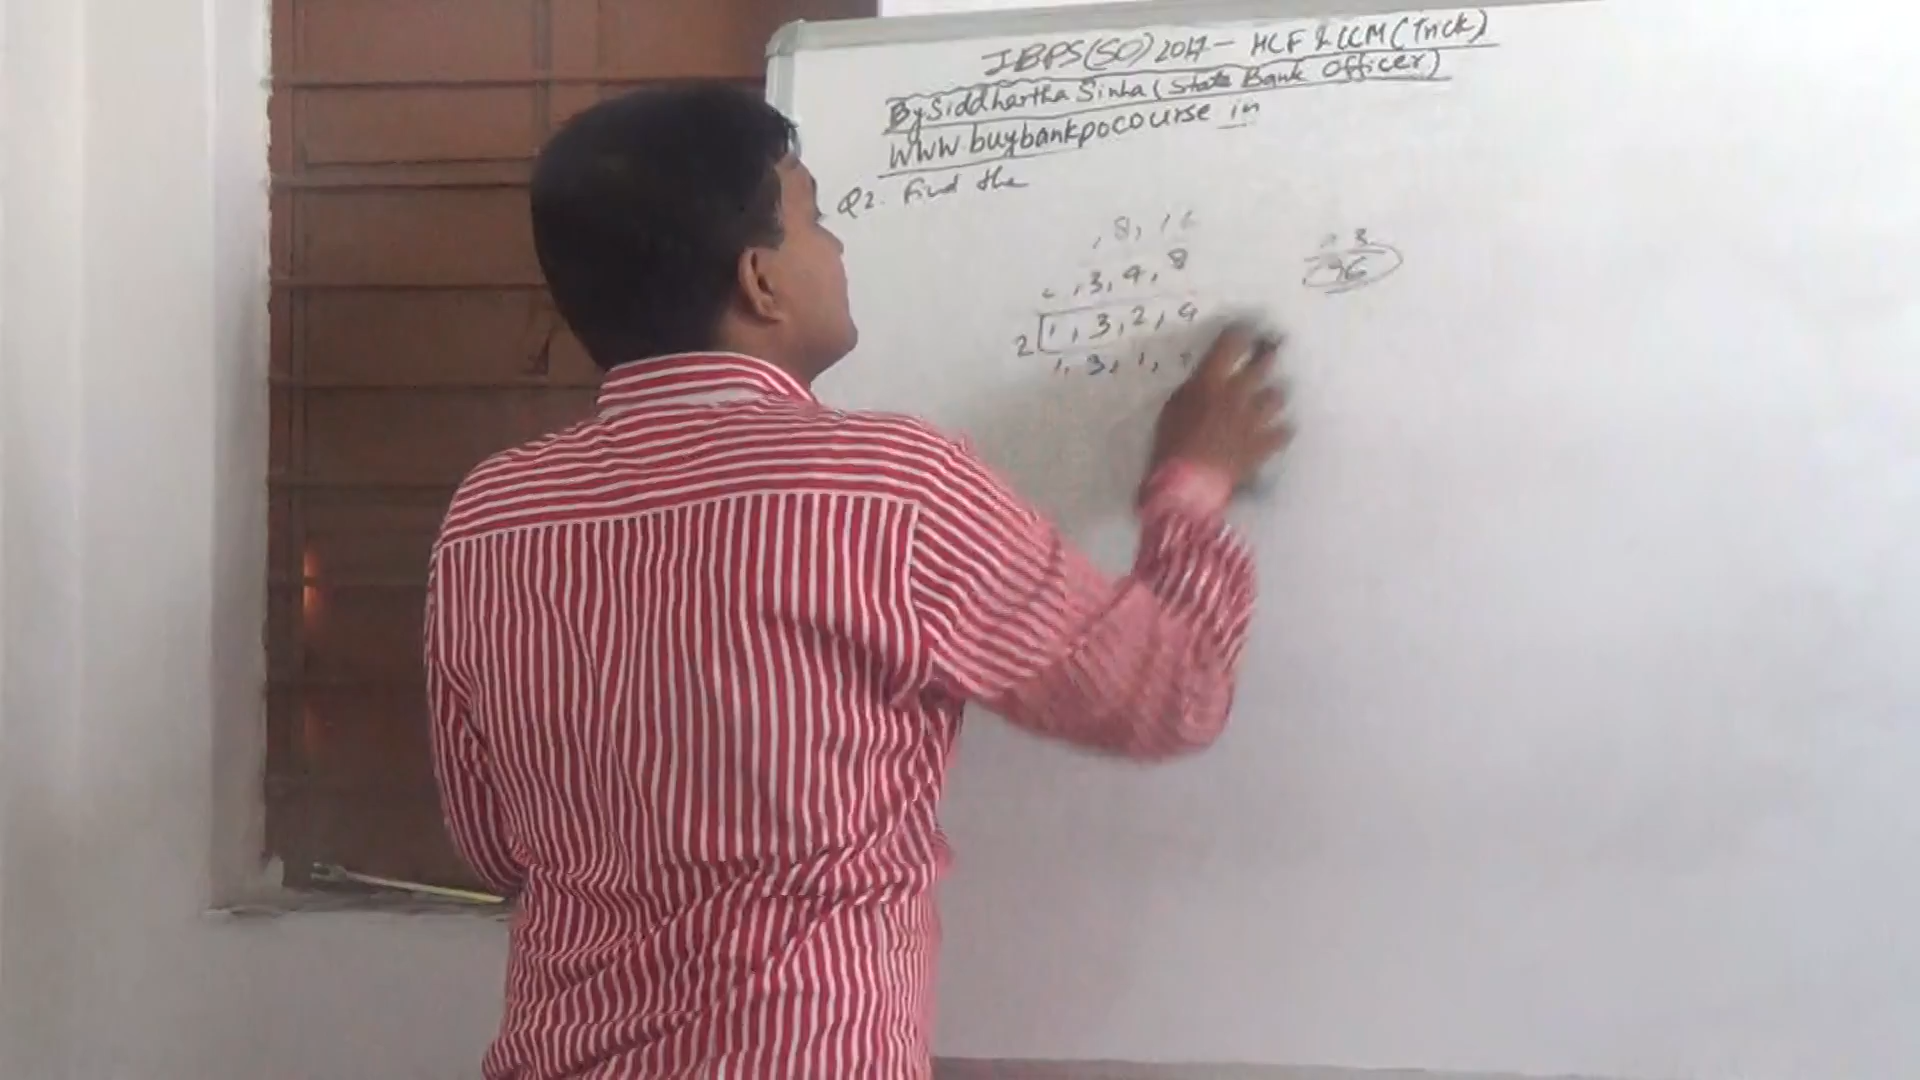 IBPS(SO) 2017 - HCF & LCM (Trick)
By Siddhartha Sinha (State Bank Officer)
www.buybankpocourse in
Q2. Find the
, 8, 16
, 3, 4, 8
2 1, 3, 2, 4
1, 3, 1,
96